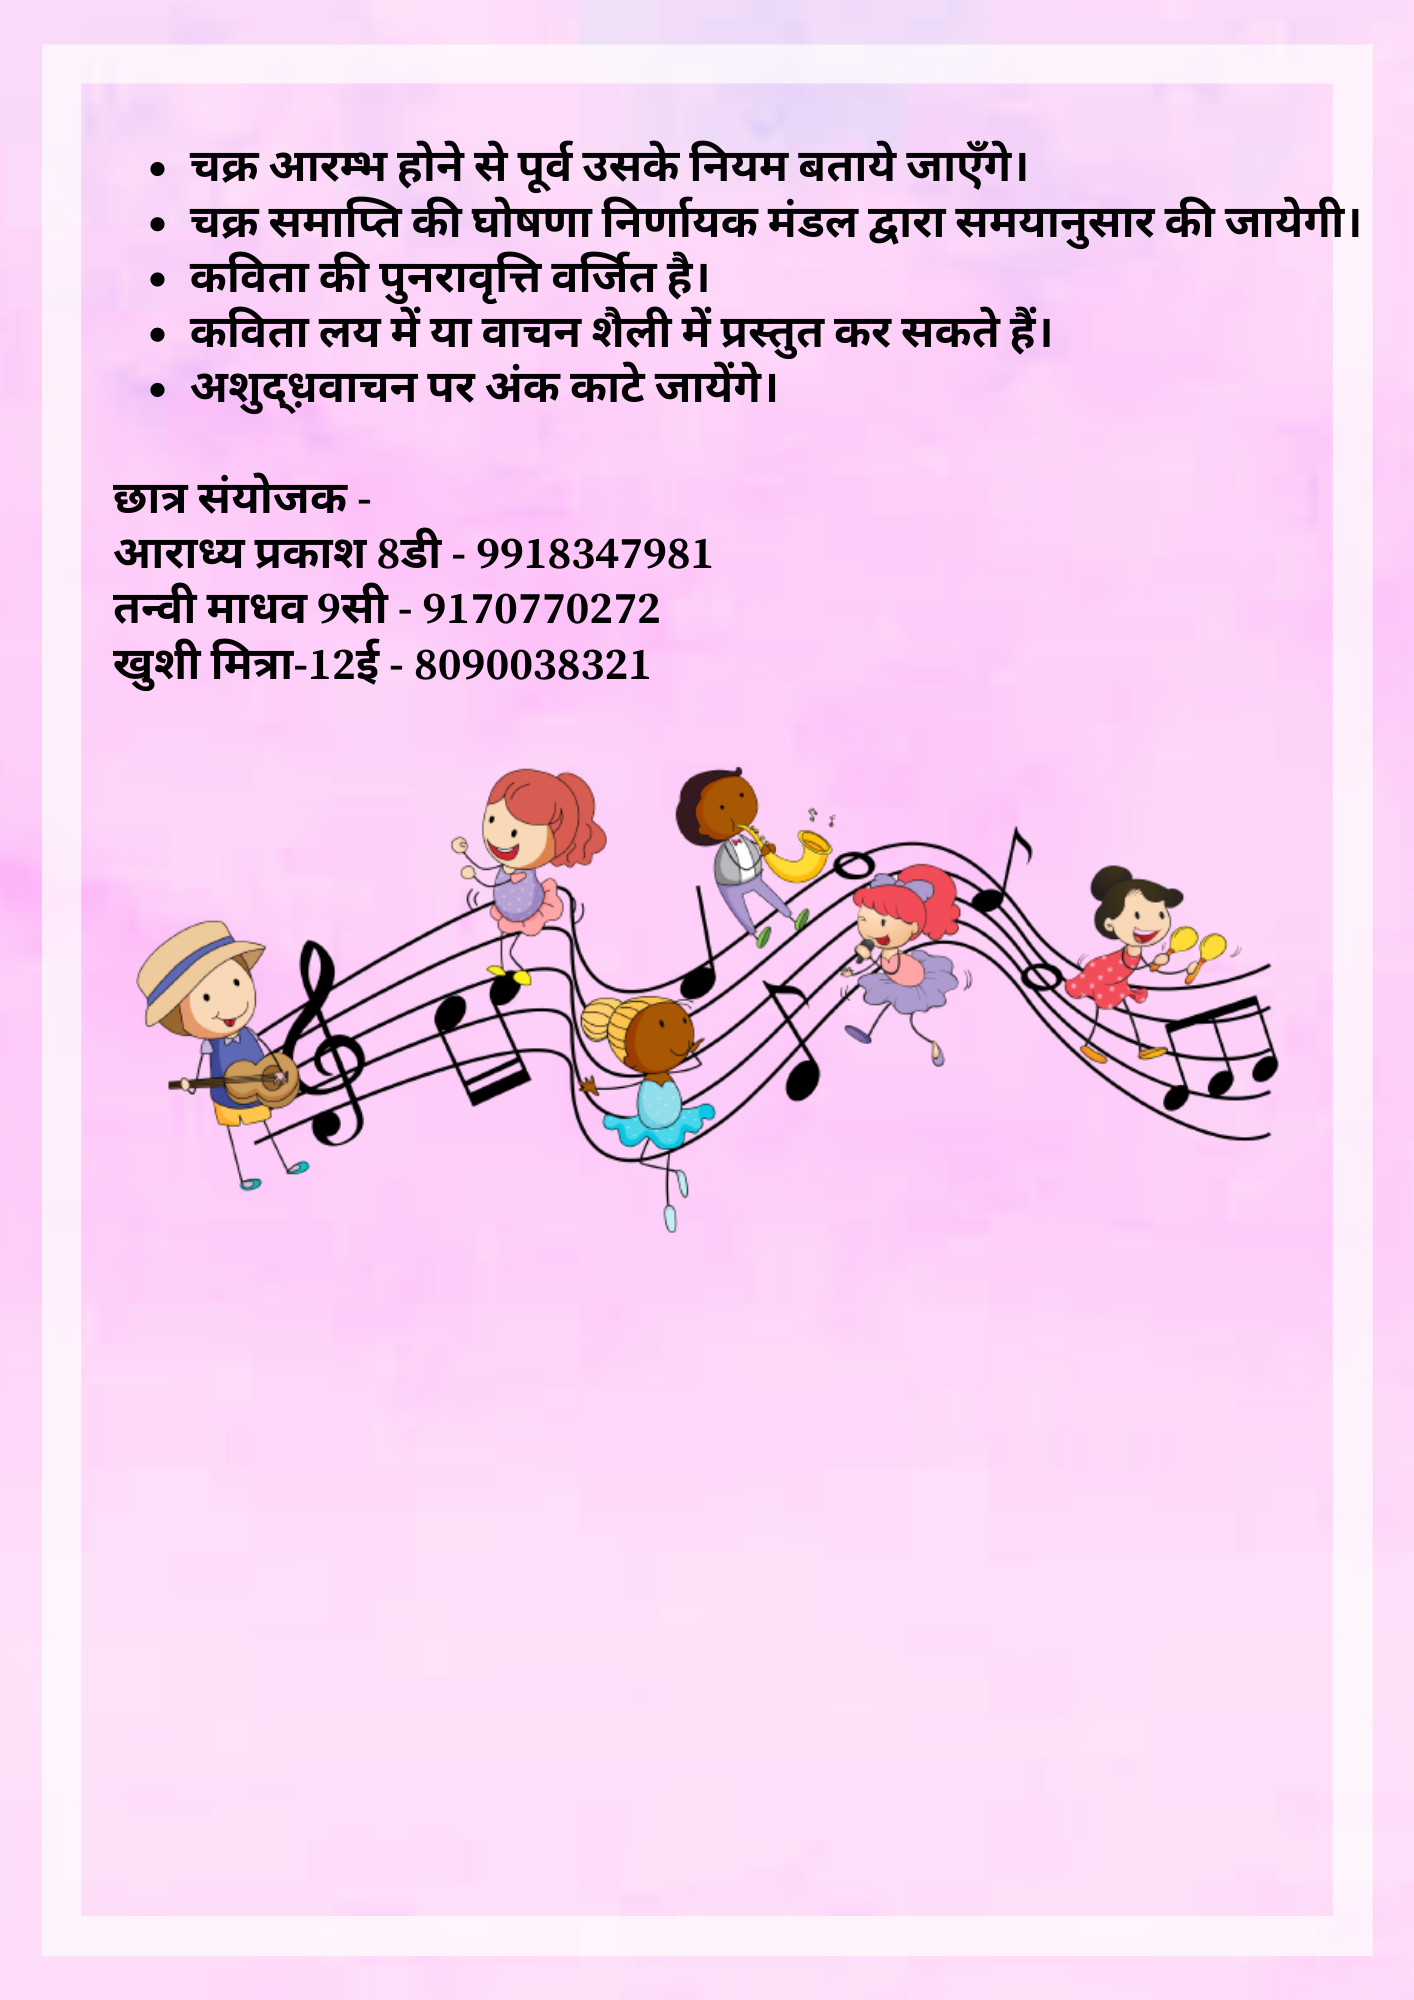 • चक्र आरम्भ होने से पूर्व उसके नियम बताये जाएँगे।
• चक्र समाप्ति की घोषणा निर्णायक मंडल द्वारा समयानुसार की जायेगी।
• कविता की पुनरावृत्ति वर्जित है।
• कविता लय में या वाचन शैली में प्रस्तुत कर सकते हैं।
• अशुद्ध़वाचन पर अंक काटे जायेंगे।
छात्र संयोजक -
आराध्य प्रकाश 8डी - 9918347981
तन्वी माधव 9सी - 9170770272
खुशी मित्रा-12ई - 8090038321